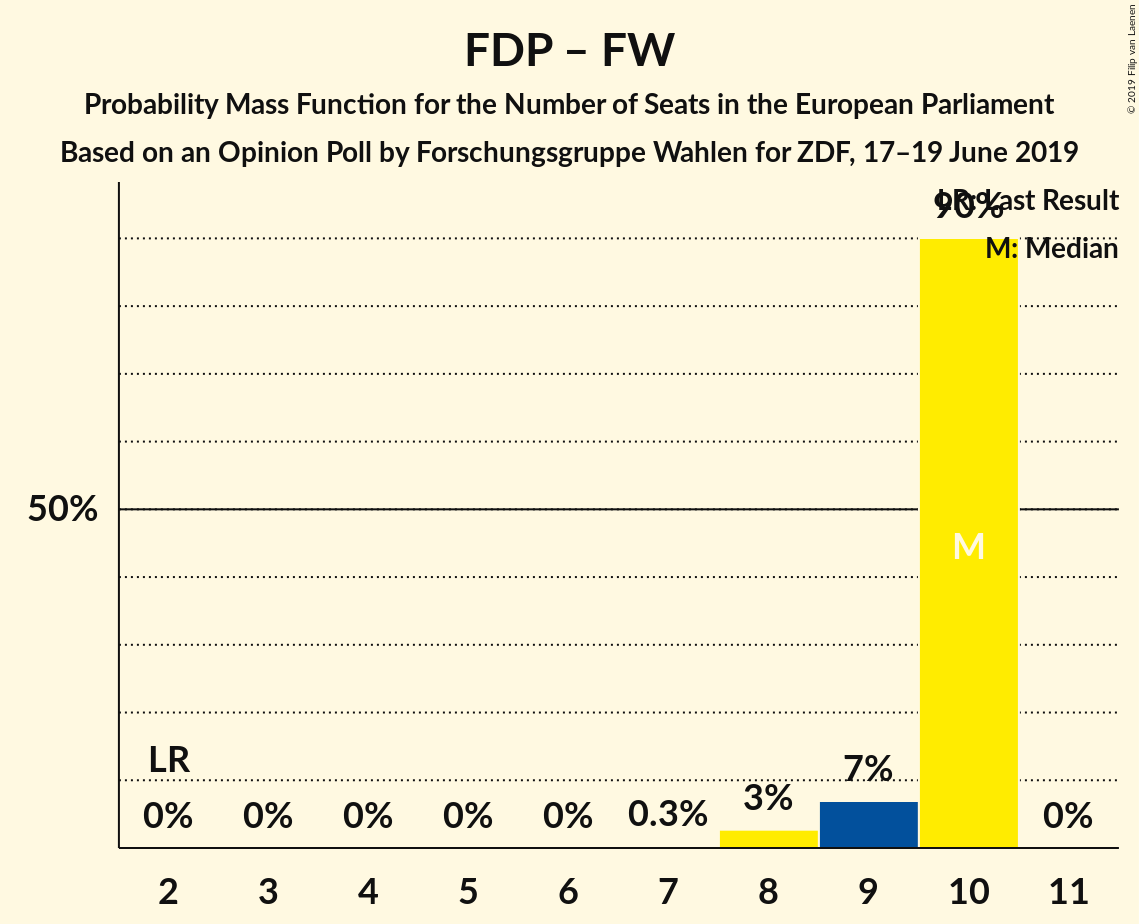 FDP – FW
Probability Mass Function for the Number of Seats in the European Parliament
Based on an Opinion Poll by Forschungsgruppe Wahlen for ZDF, 17–19 June 2019
© 2019 Filip van Laenen
LR: Last Result
M: Median
90%
50%
M
LR
0%
0%
0%
0%
0%
0.3%
3%
7%
0%
2 3 4 5 6 7 8 9 10 11